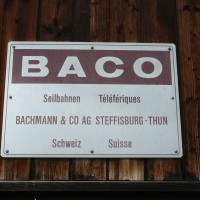 BACO
Seilbahnen Téléfériques
BACHMANN & CO AG STEFFISBURG-THUN
Schweiz Suisse